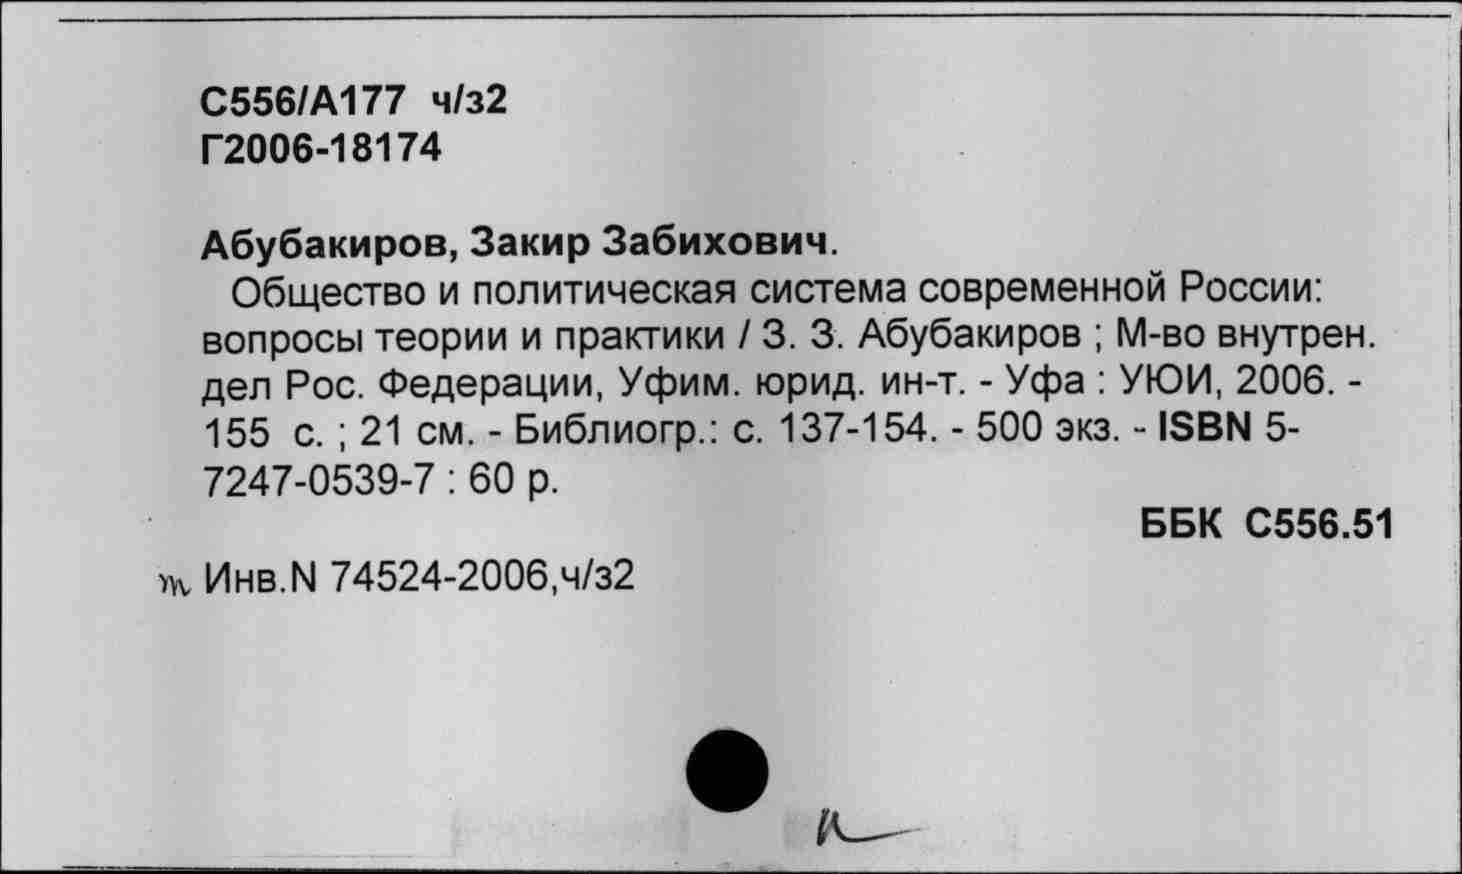 С556/А177 ч/з2
Г2006-18174
Абубакиров, Закир Забихович.
Общество и политическая система современной России:
вопросы теории и практики / З. З. Абубакиров ; М-во внутрен.
дел Рос. Федерации, Уфим. юрид. ин-т. - Уфа : УЮИ, 2006. -
155 с. ; 21 см. - Библиогр.: с. 137-154. - 500 экз. - ISBN 5-
7247-0539-7 : 60 р.
ББК С556.51
Инв.N 74524-2006,ч/з2